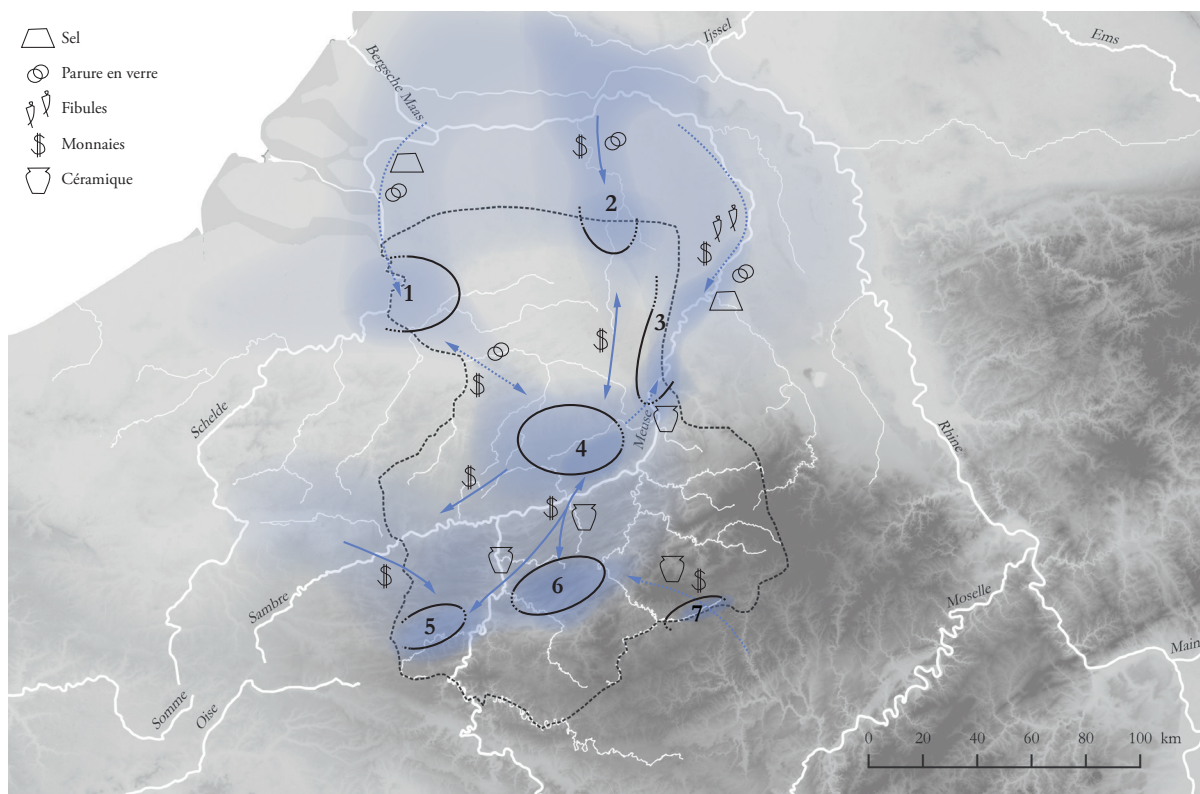 Sel
Parure en verre
Fibules
Monnaies
Céramique
Bergsche Maas
Ijssel
Ems
$
$
2
1
3
$
$
$
Schelde
Meuse
4
Rhine
$
$
$
6
$
7
Sambre
5
Moselle
Main
Somme
Oise
0 20 40 60 80 100 km